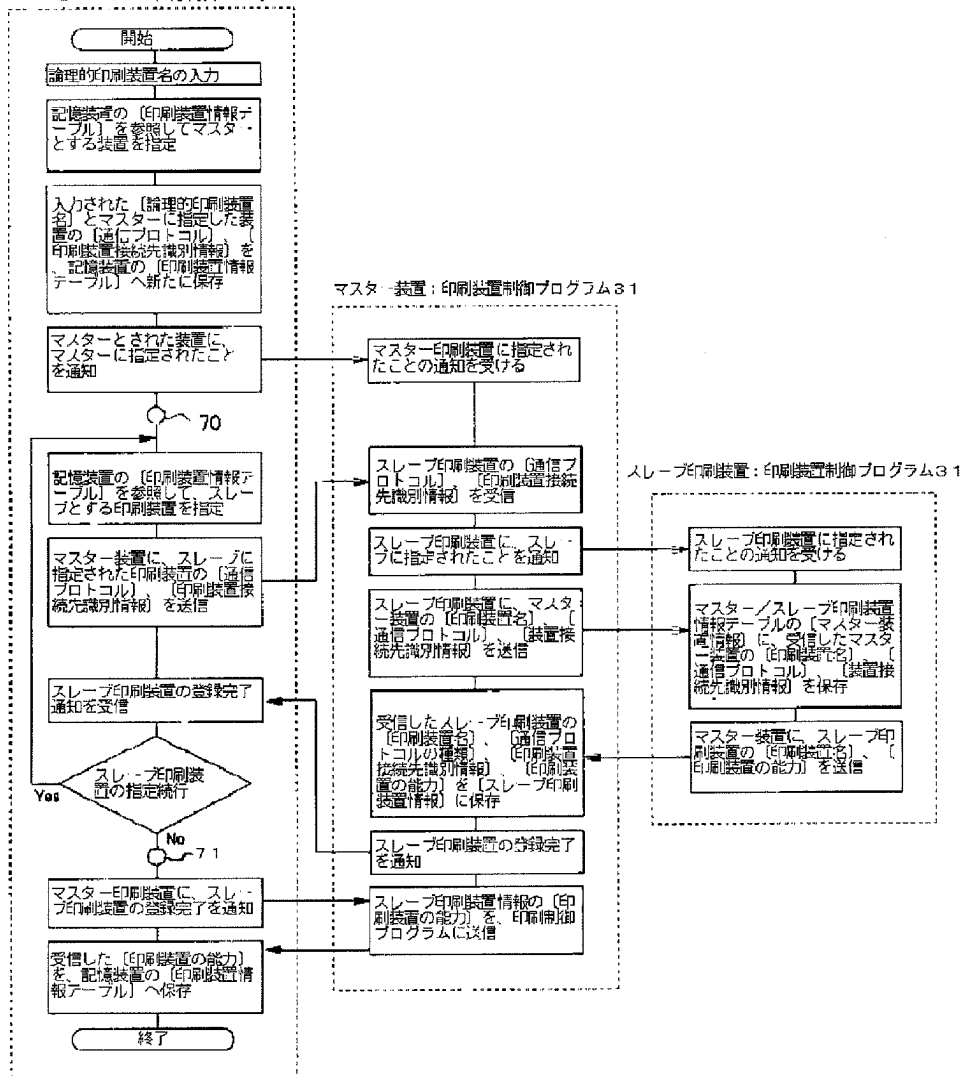 開始
論理的印刷装置名の入力
記憶装置の〔印刷装置情報テ
ーブル〕を参照してマスター
とする装置を指定
入力された〔論理的印刷装置
名〕とマスターに指定した装
置の〔通信プロトコル〕、〔
印刷装置接続先識別情報〕を
、記憶装置の〔印刷装置情報
テーブル〕へ新たに保存
マスターとされた装置に、
マスターに指定されたこと
を通知
70
記憶装置の〔印刷装置情報テ
ーブル〕を参照して、スレー
ブとする印刷装置を指定
マスター装置に、スレーブに
指定された印刷装置の〔通信
プロトコル〕、〔印刷装置接
続先識別情報〕を送信
スレーブ印刷装置の登録完了
通知を受信
スレーブ印刷装
置の指定続行
Yes
No
71
マスター印刷装置に、スレー
ブ印刷装置の登録完了を通知
受信した〔印刷装置の能力〕
を、記憶装置の〔印刷装置情
報テーブル〕へ保存
終了
マスター装置：印刷装置制御プログラム31
マスター印刷装置に指定され
たことの通知を受ける
スレーブ印刷装置の〔通信プ
ロトコル〕、〔印刷装置接続
先識別情報〕を受信
スレーブ印刷装置に、スレー
ブに指定されたことを通知
スレーブ印刷装置に、マスタ
ー装置の〔印刷装置名〕、〔
通信プロトコル〕、〔装置接
続先識別情報〕を送信
受信したスレーブ印刷装置の
〔印刷装置名〕、〔通信プロ
トコルの種類〕、〔印刷装置
接続先識別情報〕〔印刷装
置の能力〕を〔スレーブ印刷
装置情報〕に保存
スレーブ印刷装置の登録完了
を通知
スレーブ印刷装置情報の〔印
刷装置の能力〕を、印刷制御
プログラムに送信
スレーブ印刷装置：印刷装置制御プログラム31
スレーブ印刷装置に指定され
たことの通知を受ける
マスター／スレーブ印刷装置
情報テーブルの〔マスター装
置情報〕に、受信したマスタ
ー装置の〔印刷装置名〕、〔
通信プロトコル〕、〔装置接
続先識別情報〕を保存
マスター装置に、スレーブ印
刷装置の〔印刷装置名〕、〔
印刷装置の能力〕を送信